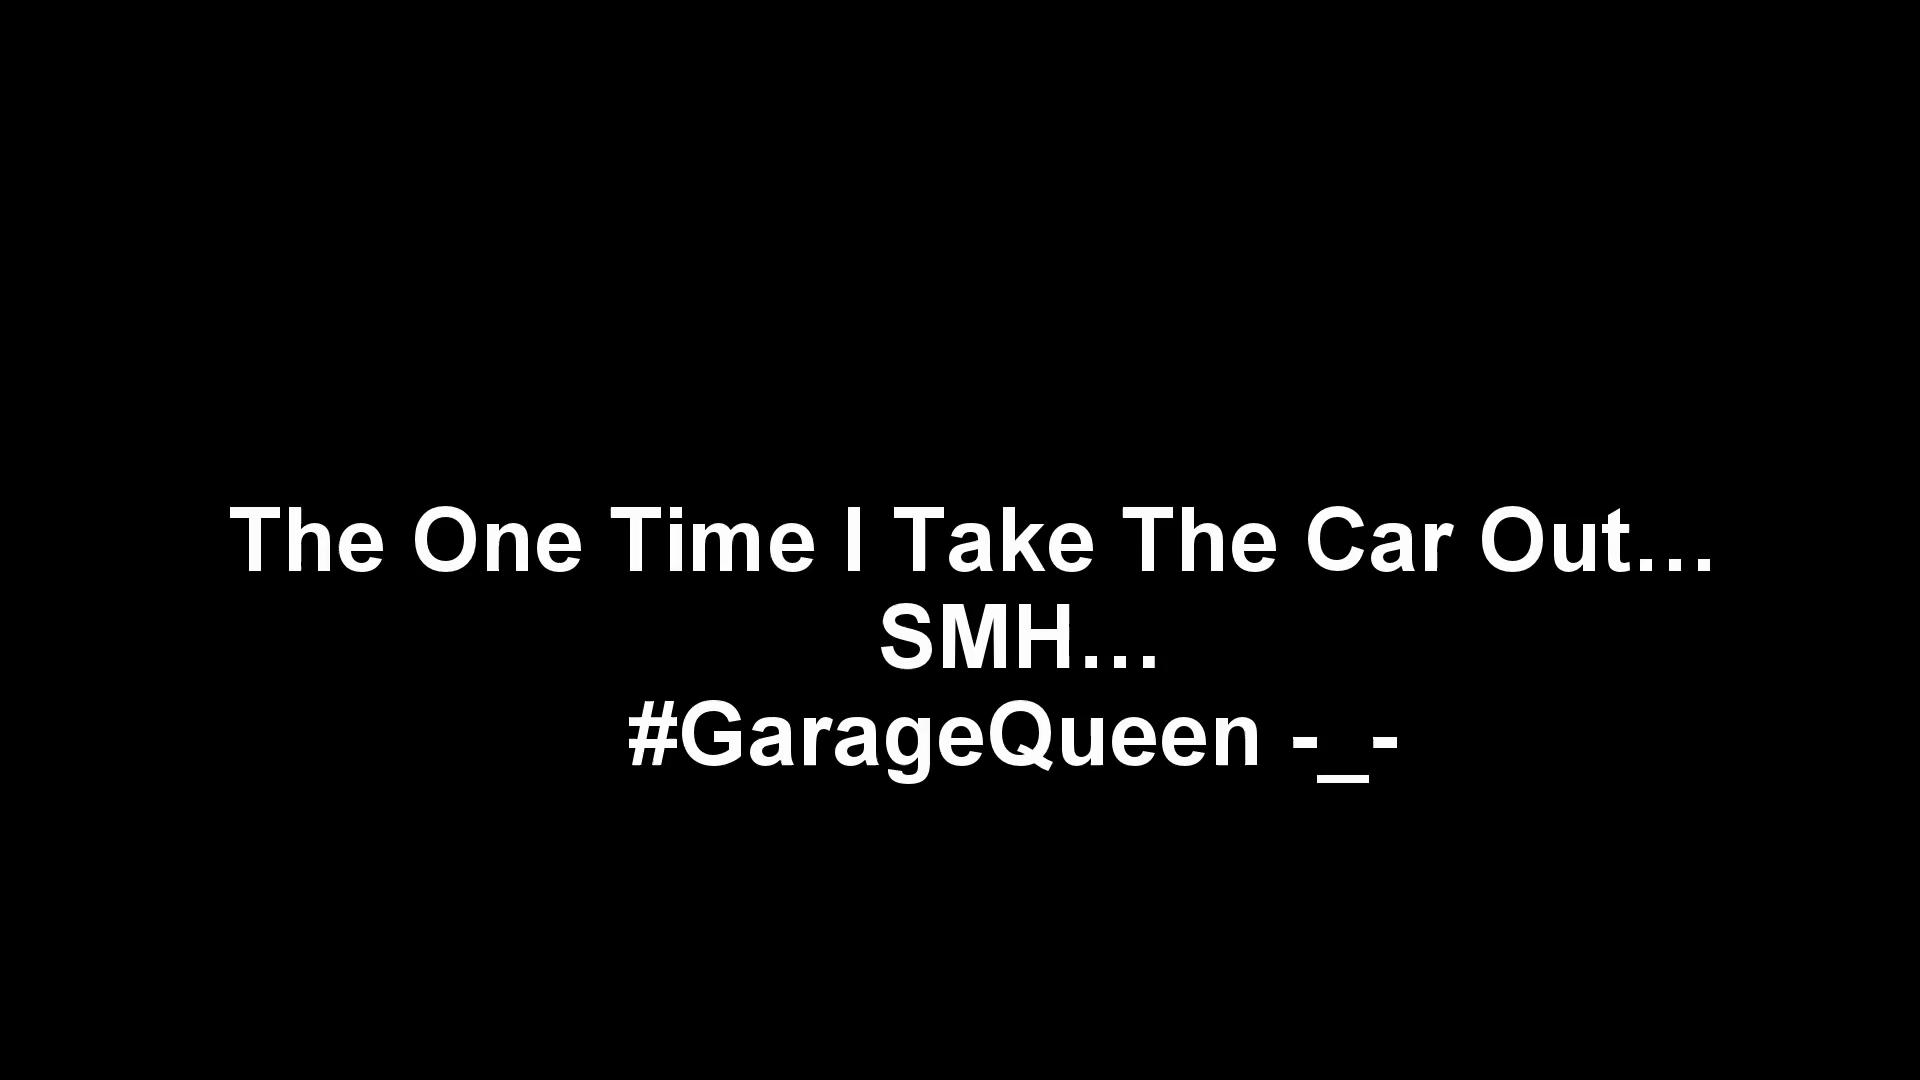 The One Time I Take The Car Out...
SMH...
#GarageQueen -_-